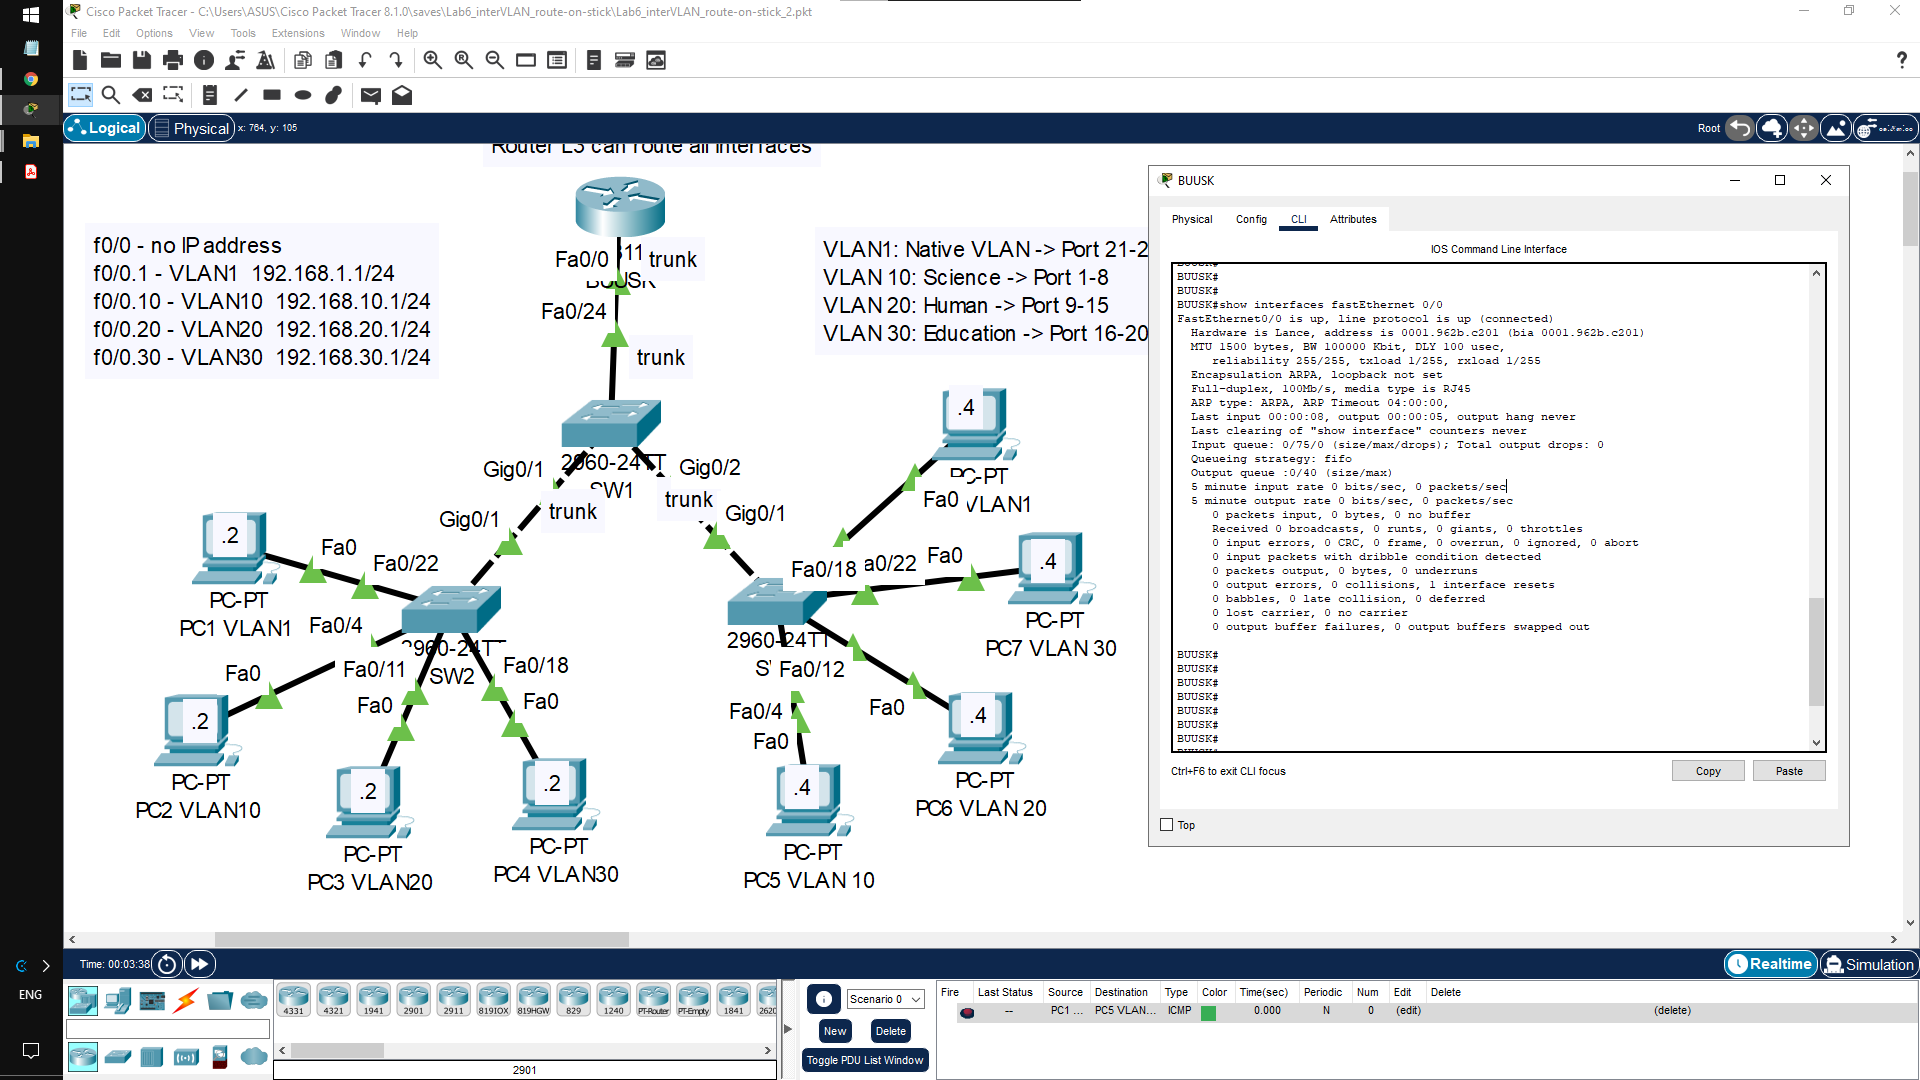 Cisco Packet Tracer - C:\Users\ASUS\Cisco Packet Tracer 8.1.0\saves\Lab6_interVLAN_route-on-stick\Lab6_interVLAN_route-on-stick_2.pkt
File Edit Options View Tools Extensions Window Help
Logical Physical x: 764, y: 105
Root
Router L3 can route all interfaces
f0/0 - no IP address
f0/0.1 - VLAN1 192.168.1.1/24
f0/0.10 - VLAN10 192.168.10.1/24
f0/0.20 - VLAN20 192.168.20.1/24
f0/0.30 - VLAN30 192.168.30.1/24
Fa0/0
trunk
BUUSK
Fa0/24
trunk
VLAN1: Native VLAN -> Port 21-2
VLAN 10: Science -> Port 1-8
VLAN 20: Human -> Port 9-15
VLAN 30: Education -> Port 16-20
Gig0/1
2960-24TT
SW1
Gig0/2
trunk
trunk
Gig0/1
Gig0/1
.4
PC-PT
VLAN1
Fa0
.2
Fa0
Fa0/22
PC-PT
PC1 VLAN1
Fa0/4
Fa0/18
a0/22
Fa0
.4
PC-PT
PC7 VLAN 30
2960-24TT
SW2
Fa0/11
Fa0/18
Fa0
.2
PC-PT
PC2 VLAN10
Fa0
.2
PC-PT
PC3 VLAN20
Fa0
.2
PC-PT
PC4 VLAN30
2960-24TT
Fa0/12
Fa0/4
Fa0
.4
PC-PT
PC5 VLAN 10
Fa0
.4
PC-PT
PC6 VLAN 20
BUUSK
Physical Config CLI Attributes
IOS Command Line Interface
BUUSK#
BUUSK#
BUUSK#
BUUSK#show interfaces fastEthernet 0/0
FastEthernet0/0 is up, line protocol is up (connected)
Hardware is Lance, address is 0001.962b.c201 (bia 0001.962b.c201)
MTU 1500 bytes, BW 100000 Kbit, DLY 100 usec,
reliability 255/255, txload 1/255, rxload 1/255
Encapsulation ARPA, loopback not set
Full-duplex, 100Mb/s, media type is RJ45
ARP type: ARPA, ARP Timeout 04:00:00,
Last input 00:00:08, output 00:00:05, output hang never
Last clearing of "show interface" counters never
Input queue: 0/75/0 (size/max/drops); Total output drops: 0
Queueing strategy: fifo
Output queue :0/40 (size/max)
5 minute input rate 0 bits/sec, 0 packets/sec
5 minute output rate 0 bits/sec, 0 packets/sec
0 packets input, 0 bytes, 0 no buffer
Received 0 broadcasts, 0 runts, 0 giants, 0 throttles
0 input errors, 0 CRC, 0 frame, 0 overrun, 0 ignored, 0 abort
0 input packets with dribble condition detected
0 packets output, 0 bytes, 0 underruns
0 output errors, 0 collisions, 1 interface resets
0 babbles, 0 late collision, 0 deferred
0 lost carrier, 0 no carrier
0 output buffer failures, 0 output buffers swapped out
BUUSK#
BUUSK#
BUUSK#
BUUSK#
BUUSK#
BUUSK#
BUUSK#
Ctrl+F6 to exit CLI focus
Copy Paste
Top
Time: 00:03:38
Realtime Simulation
ENG
4331 4321 1941 2901 2911 819IOX 819HGW 829 1240 PT-Router PT-Empty 1841 2620
2901
Scenario 0
New Delete
Toggle PDU List Window
Fire Last Status Source Destination Type Color Time(sec) Periodic Num Edit Delete
-- PC1 ... PC5 VLAN... ICMP 0.000 N 0 (edit) (delete)